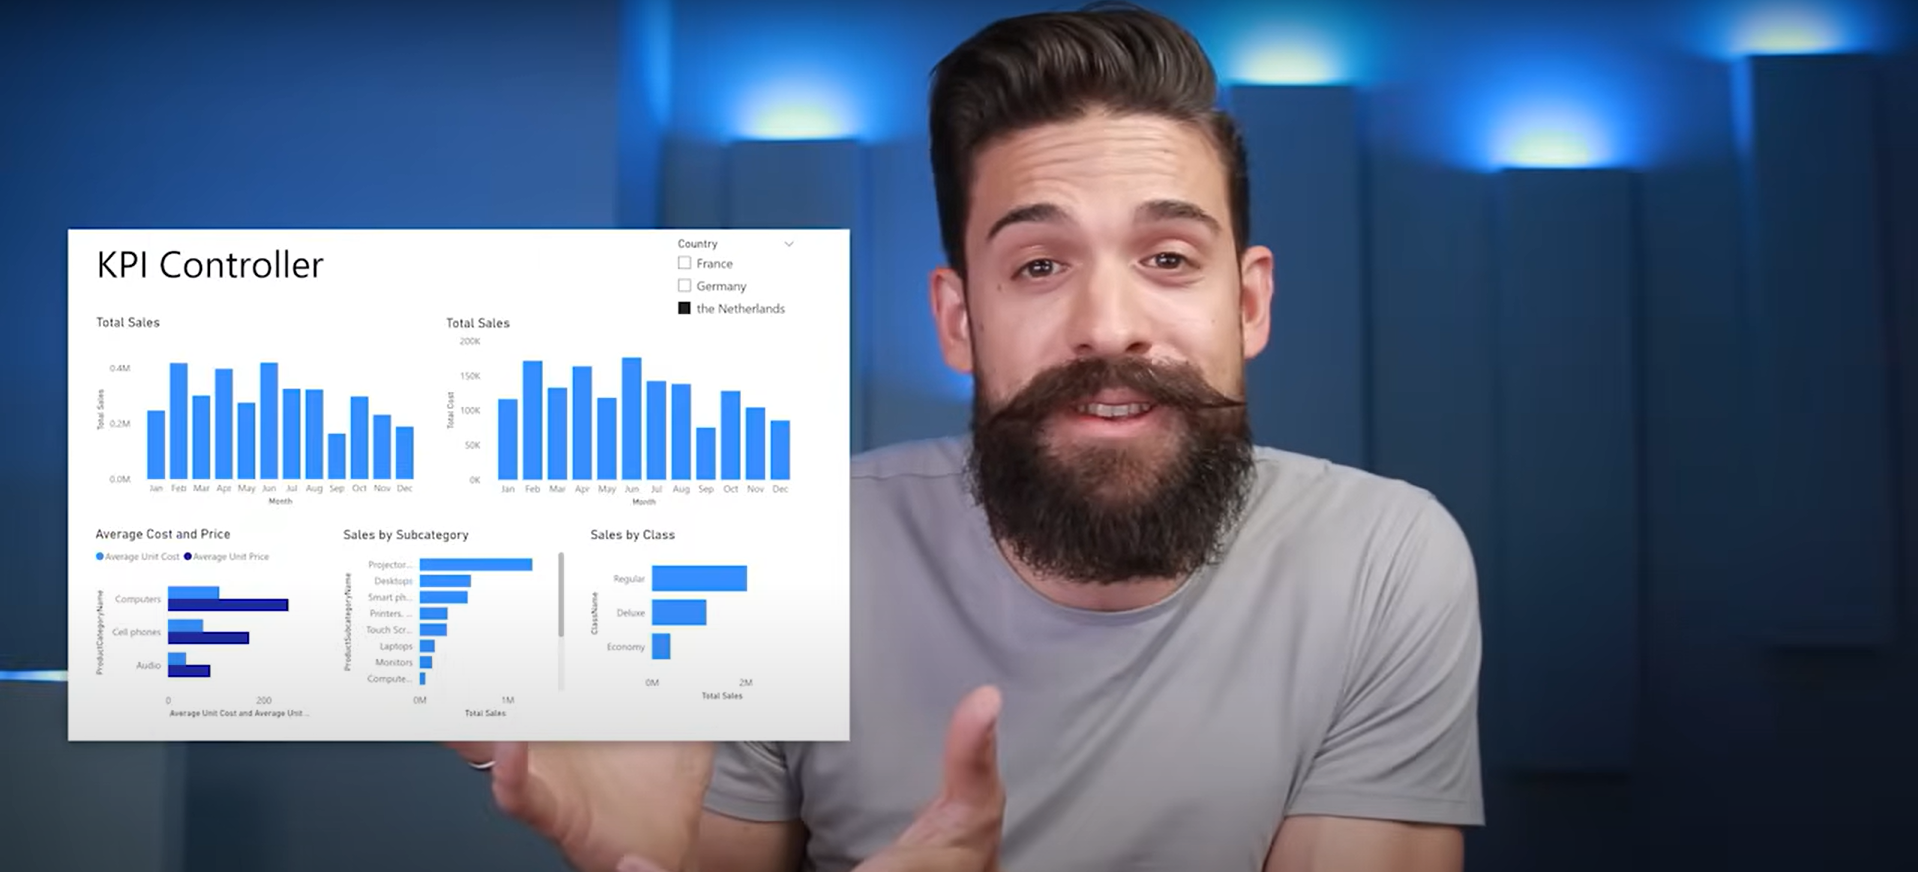 KPI Controller
Country
France
Germany
the Netherlands
Total Sales
0.4M
0.2M
0.0M
Total Sales
Jan Feb Mar Apr May Jun Jul Aug Sep Oct Nov Dec
Month
Total Sales
200K
150K
100K
50K
0K
Total Cost
Jan Feb Mar Apr May Jun Jul Aug Sep Oct Nov Dec
Month
Average Cost and Price
Average Unit Cost Average Unit Price
ProductCategoryName
Computers
Cell phones
Audio
0 200
Average Unit Cost and Average Unit...
Sales by Subcategory
ProductSubcategoryName
Projector...
Desktops
Smart ph...
Printers, ...
Touch Scr...
Laptops
Monitors
Compute...
0M 1M
Total Sales
Sales by Class
ClassName
Regular
Deluxe
Economy
0M 2M
Total Sales